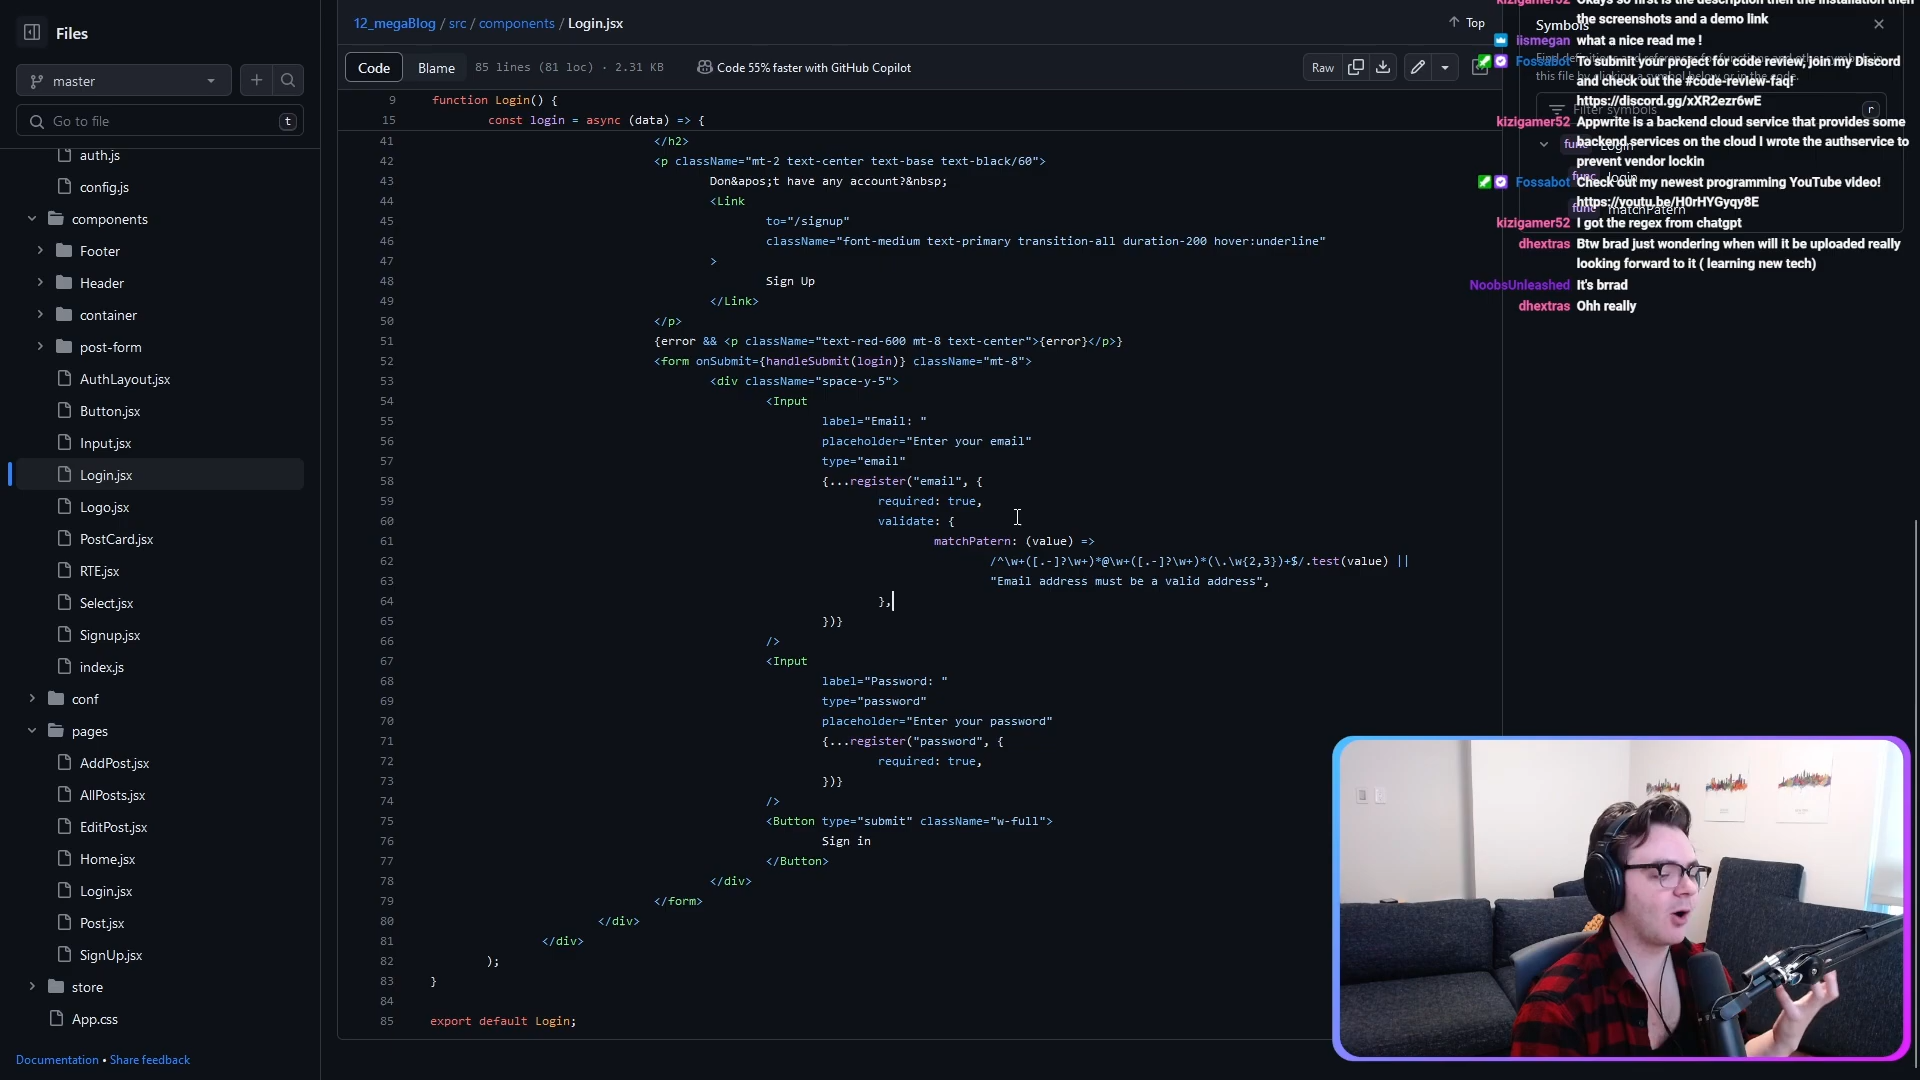 Files
master
Go to file
t
auth.js
config.js
components
Footer
Header
container
post-form
AuthLayout.jsx
Button.jsx
Input.jsx
Login.jsx
Logo.jsx
PostCard.jsx
RTE.jsx
Select.jsx
Signup.jsx
index.js
conf
pages
AddPost.jsx
AllPosts.jsx
EditPost.jsx
Home.jsx
Login.jsx
Post.jsx
SignUp.jsx
store
App.css
Documentation • Share feedback
12_megaBlog / src / components / Login.jsx
Top
Code
Blame
85 lines (81 loc) · 2.31 KB
Code 55% faster with GitHub Copilot
Raw
9 function Login() {
15 const login = async (data) => {
41 </h2>
42 <p className="mt-2 text-center text-base text-black/60">
43 Don&apos;t have any account?&nbsp;
44 <Link
45 to="/signup"
46 className="font-medium text-primary transition-all duration-200 hover:underline"
47 >
48 Sign Up
49 </Link>
50 </p>
51 {error && <p className="text-red-600 mt-8 text-center">{error}</p>}
52 <form onSubmit={handleSubmit(login)} className="mt-8">
53 <div className="space-y-5">
54 <Input
55 label="Email: "
56 placeholder="Enter your email"
57 type="email"
58 {...register("email", {
59 required: true,
60 validate: {
61 matchPatern: (value) =>
62 /^\w+([.-]?\w+)*@\w+([.-]?\w+)*(\.\w{2,3})+$/.test(value) ||
63 "Email address must be a valid address",
64 },
65 })}
66 />
67 <Input
68 label="Password: "
69 type="password"
70 placeholder="Enter your password"
71 {...register("password", {
72 required: true,
73 })}
74 />
75 <Button type="submit" className="w-full">
76 Sign in
77 </Button>
78 </div>
79 </form>
80 </div>
81 </div>
82 );
83 }
84
85 export default Login;
Symbols
Filter symbols
r
func Login
func login
func matchPatern
the screenshots and a demo link
iismegan what a nice read me !
Fossabot To submit your project for code review, join my Discord
and check out the #code-review-faq!
https://discord.gg/xXR2ezr6wE
kizigamer52 Appwrite is a backend cloud service that provides some
backend services on the cloud I wrote the authservice to
prevent vendor lockin
Fossabot Check out my newest programming YouTube video!
https://youtu.be/H0rHYGyqy8E
kizigamer52 I got the regex from chatgpt
dhextras Btw brad just wondering when will it be uploaded really
looking forward to it ( learning new tech)
NoobsUnleashed It's brrad
dhextras Ohh really